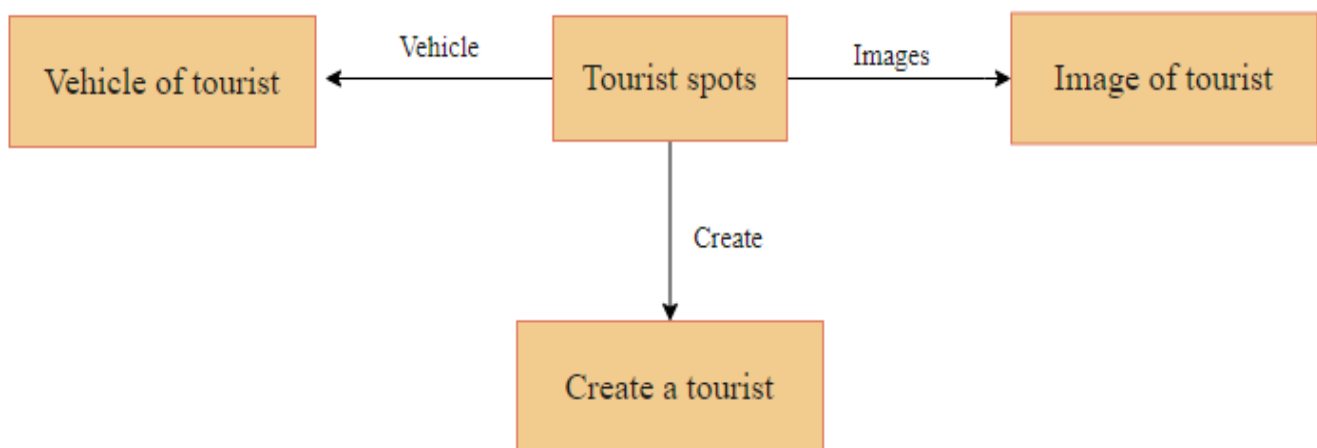 Vehicle of tourist
Vehicle
Tourist spots
Images
Image of tourist
Create
Create a tourist